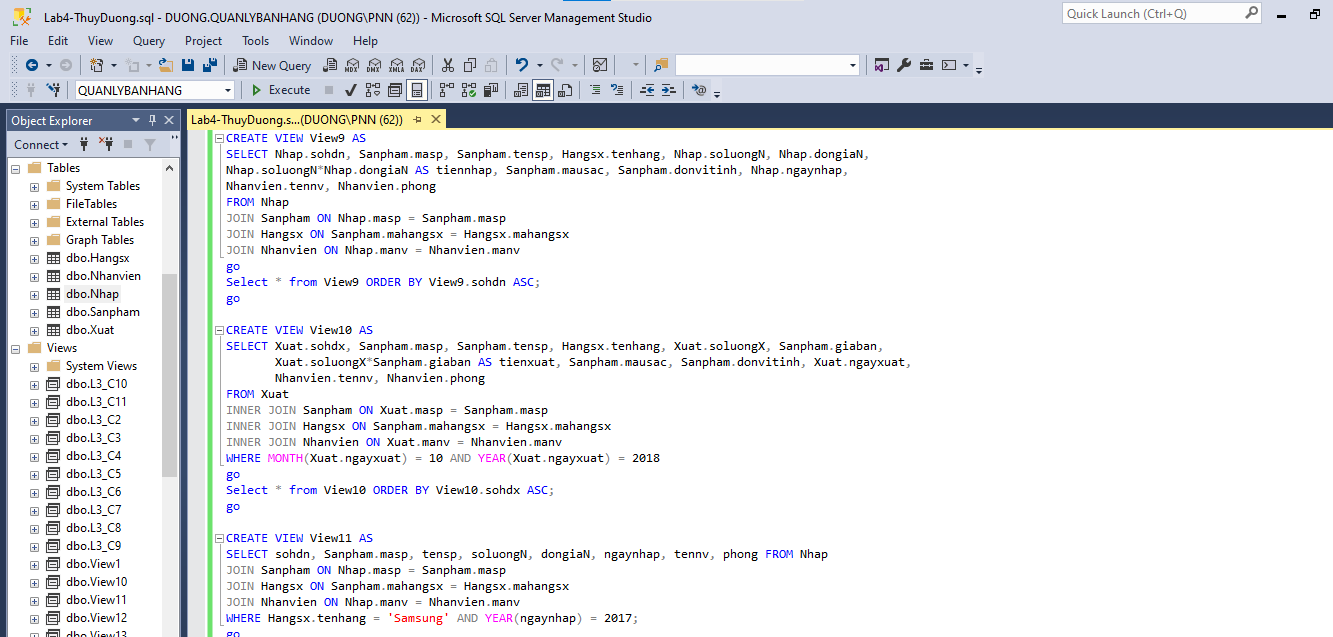 Lab4-ThuyDuong.sql - DUONG.QUANLYBANHANG (DUONG\PNN (62)) - Microsoft SQL Server Management Studio
Quick Launch (Ctrl+Q)
File Edit View Query Project Tools Window Help
New Query MDX DMX XMLA DAX
QUANLYBANHANG Execute
Object Explorer
Lab4-ThuyDuong.s...(DUONG\PNN (62))
Connect
Tables
System Tables
FileTables
External Tables
Graph Tables
dbo.Hangsx
dbo.Nhanvien
dbo.Nhap
dbo.Sanpham
dbo.Xuat
Views
System Views
dbo.L3_C10
dbo.L3_C11
dbo.L3_C2
dbo.L3_C3
dbo.L3_C4
dbo.L3_C5
dbo.L3_C6
dbo.L3_C7
dbo.L3_C8
dbo.L3_C9
dbo.View1
dbo.View10
dbo.View11
dbo.View12
dbo.View13
CREATE VIEW View9 AS
SELECT Nhap.sohdn, Sanpham.masp, Sanpham.tensp, Hangsx.tenhang, Nhap.soluongN, Nhap.dongiaN,
Nhap.soluongN*Nhap.dongiaN AS tiennhap, Sanpham.mausac, Sanpham.donvitinh, Nhap.ngaynhap,
Nhanvien.tennv, Nhanvien.phong
FROM Nhap
JOIN Sanpham ON Nhap.masp = Sanpham.masp
JOIN Hangsx ON Sanpham.mahangsx = Hangsx.mahangsx
JOIN Nhanvien ON Nhap.manv = Nhanvien.manv
go
Select * from View9 ORDER BY View9.sohdn ASC;
go
CREATE VIEW View10 AS
SELECT Xuat.sohdx, Sanpham.masp, Sanpham.tensp, Hangsx.tenhang, Xuat.soluongX, Sanpham.giaban,
Xuat.soluongX*Sanpham.giaban AS tienxuat, Sanpham.mausac, Sanpham.donvitinh, Xuat.ngayxuat,
Nhanvien.tennv, Nhanvien.phong
FROM Xuat
INNER JOIN Sanpham ON Xuat.masp = Sanpham.masp
INNER JOIN Hangsx ON Sanpham.mahangsx = Hangsx.mahangsx
INNER JOIN Nhanvien ON Xuat.manv = Nhanvien.manv
WHERE MONTH(Xuat.ngayxuat) = 10 AND YEAR(Xuat.ngayxuat) = 2018
go
Select * from View10 ORDER BY View10.sohdx ASC;
go
CREATE VIEW View11 AS
SELECT sohdn, Sanpham.masp, tensp, soluongN, dongiaN, ngaynhap, tennv, phong FROM Nhap
JOIN Sanpham ON Nhap.masp = Sanpham.masp
JOIN Hangsx ON Sanpham.mahangsx = Hangsx.mahangsx
JOIN Nhanvien ON Nhap.manv = Nhanvien.manv
WHERE Hangsx.tenhang = 'Samsung' AND YEAR(ngaynhap) = 2017;
go